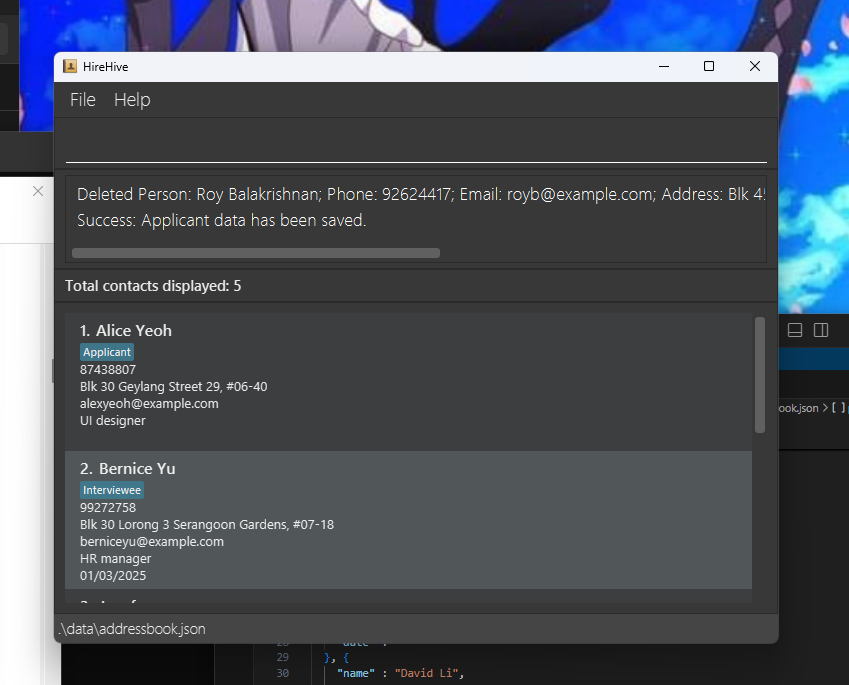 HireHive
File Help
Deleted Person: Roy Balakrishnan; Phone: 92624417; Email: royb@example.com; Address: Blk 45
Success: Applicant data has been saved.
Total contacts displayed: 5
1. Alice Yeoh
Applicant
87438807
Blk 30 Geylang Street 29, #06-40
alexyeoh@example.com
UI designer
2. Bernice Yu
Interviewee
99272758
Blk 30 Lorong 3 Serangoon Gardens, #07-18
berniceyu@example.com
HR manager
01/03/2025
.\data\addressbook.json
ook.json > [ ]
29 }, {
30 "name" : "David Li",